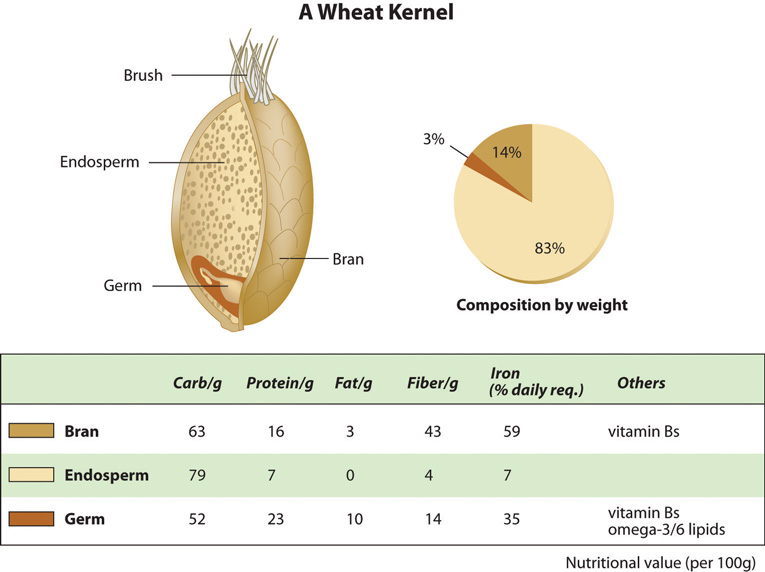 A Wheat Kernel
Brush
Endosperm
Germ
Bran
3%
14%
83%
Composition by weight
Carb/g Protein/g Fat/g Fiber/g Iron (% daily req.) Others
Bran 63 16 3 43 59 vitamin Bs
Endosperm 79 7 0 4 7
Germ 52 23 10 14 35 vitamin Bs
omega-3/6 lipids
Nutritional value (per 100g)